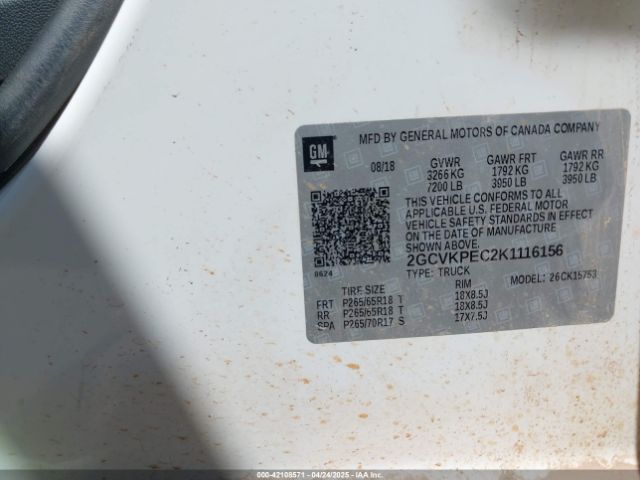 GM
MFD BY GENERAL MOTORS OF CANADA COMPANY
08/18 GVWR GAWR FRT GAWR RR
3266 KG 1792 KG 1792 KG
7200 LB 3950 LB 3950 LB
THIS VEHICLE CONFORMS TO ALL
APPLICABLE U.S. FEDERAL MOTOR
VEHICLE SAFETY STANDARDS IN EFFECT
ON THE DATE OF MANUFACTURE
SHOWN ABOVE.
2GCVKPEC2K1116156
TYPE: TRUCK MODEL: 26CK15753
0624
TIRE SIZE RIM
FRT P265/65R18 T 18X8.5J
RR P265/65R18 T 18X8.5J
SPA P265/70R17 S 17X7.5J
000-42108571 - 04/24/2025 - IAAI.COM